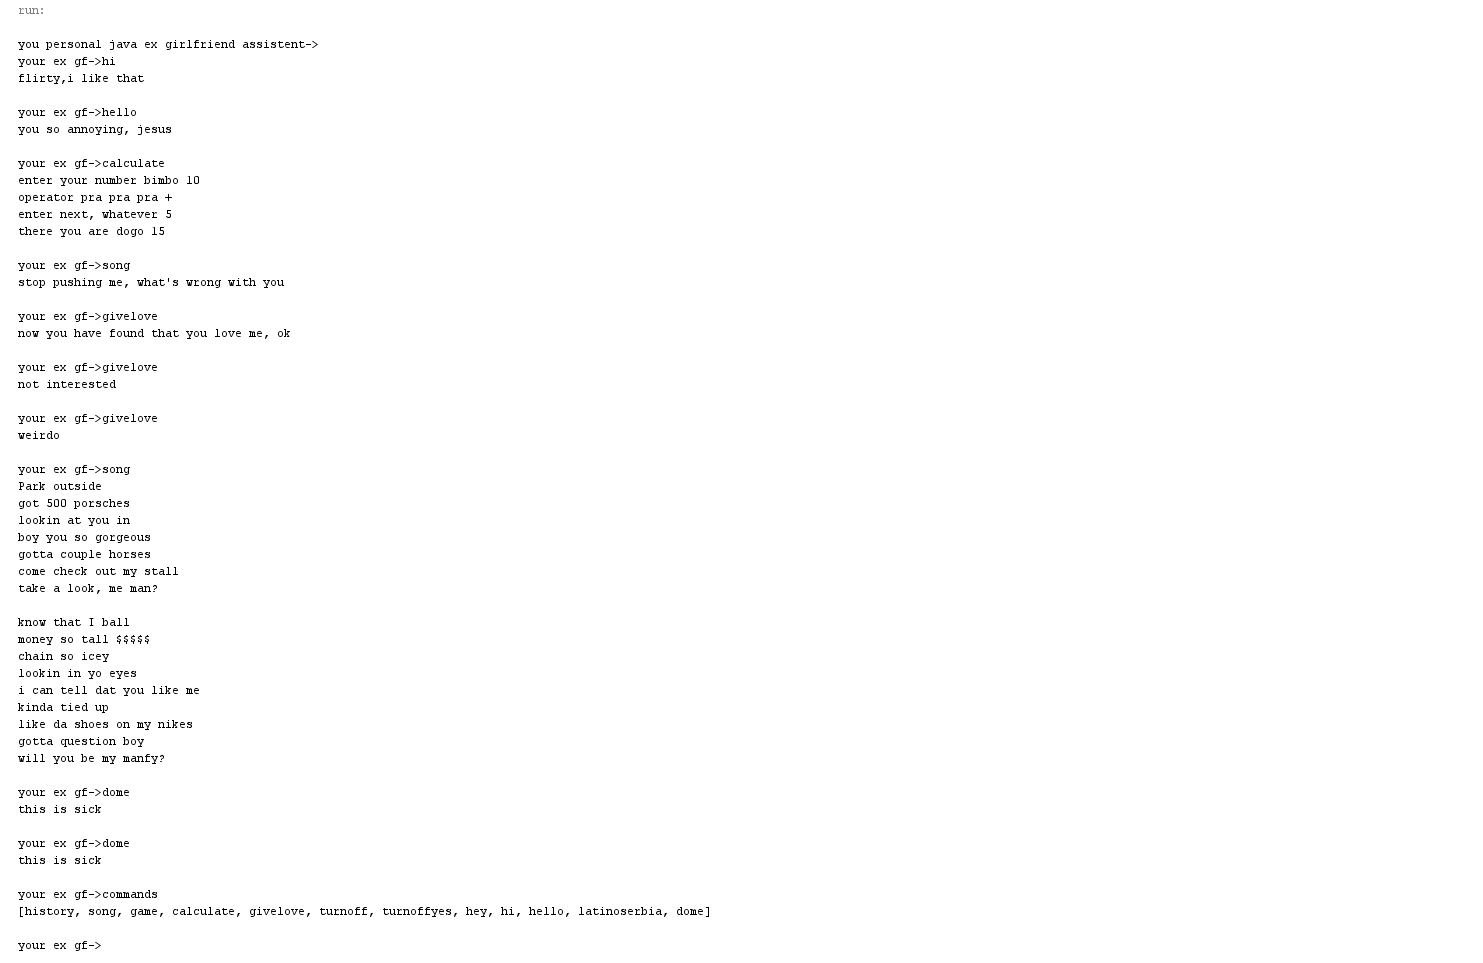 run:
you personal java ex girlfriend assistent->
your ex gf->hi
flirty,i like that
your ex gf->hello
you so annoying, jesus
your ex gf->calculate
enter your number bimbo 10
operator pra pra pra +
enter next, whatever 5
there you are dogo 15
your ex gf->song
stop pushing me, what's wrong with you
your ex gf->givelove
now you have found that you love me, ok
your ex gf->givelove
not interested
your ex gf->givelove
weirdo
your ex gf->song
Park outside
got 500 porsches
lookin at you in
boy you so gorgeous
gotta couple horses
come check out my stall
take a look, me man?
know that I ball
money so tall $$$$$
chain so icey
lookin in yo eyes
i can tell dat you like me
kinda tied up
like da shoes on my nikes
gotta question boy
will you be my manfy?
your ex gf->dome
this is sick
your ex gf->dome
this is sick
your ex gf->commands
[history, song, game, calculate, givelove, turnoff, turnoffyes, hey, hi, hello, latinoserbia, dome]
your ex gf->